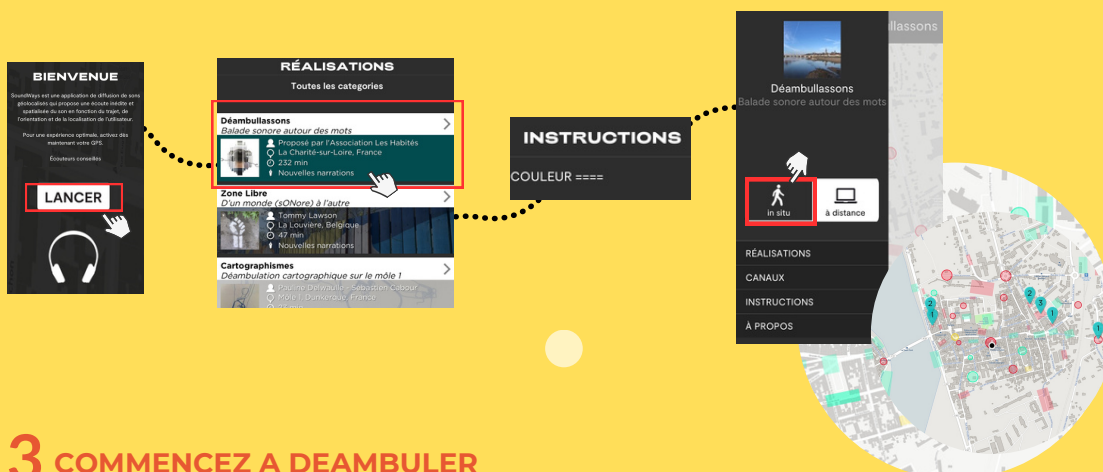 BIENVENUE
SoundWays est une application de diffusion de sons
géolocalisés qui propose une écoute inédite et
spatialisée du son en fonction du trajet, de
l'orientation et de la localisation de l'utilisateur.
Pour une expérience optimale, activez dès
maintenant votre GPS.
Écouteurs conseillés
LANCER
RÉALISATIONS
Toutes les categories
Déambullassons
Balade sonore autour des mots
Proposé par l'Association Les Habités
La Charité-sur-Loire, France
232 min
Nouvelles narrations
Zone Libre
D'un monde (sONore) à l'autre
Tommy Lawson
La Louvière, Belgique
47 min
Nouvelles narrations
Cartographismes
Déambulation cartographique sur le môle 1
Pauline Delwaulle - Sébastien Cabour
Môle 1, Dunkerque, France
INSTRUCTIONS
COULEUR ====
llassons
Déambullassons
Balade sonore autour des mots
in situ
à distance
RÉALISATIONS
CANAUX
INSTRUCTIONS
À PROPOS
2
1
2
3
1
1
3 COMMENCEZ A DEAMBULER